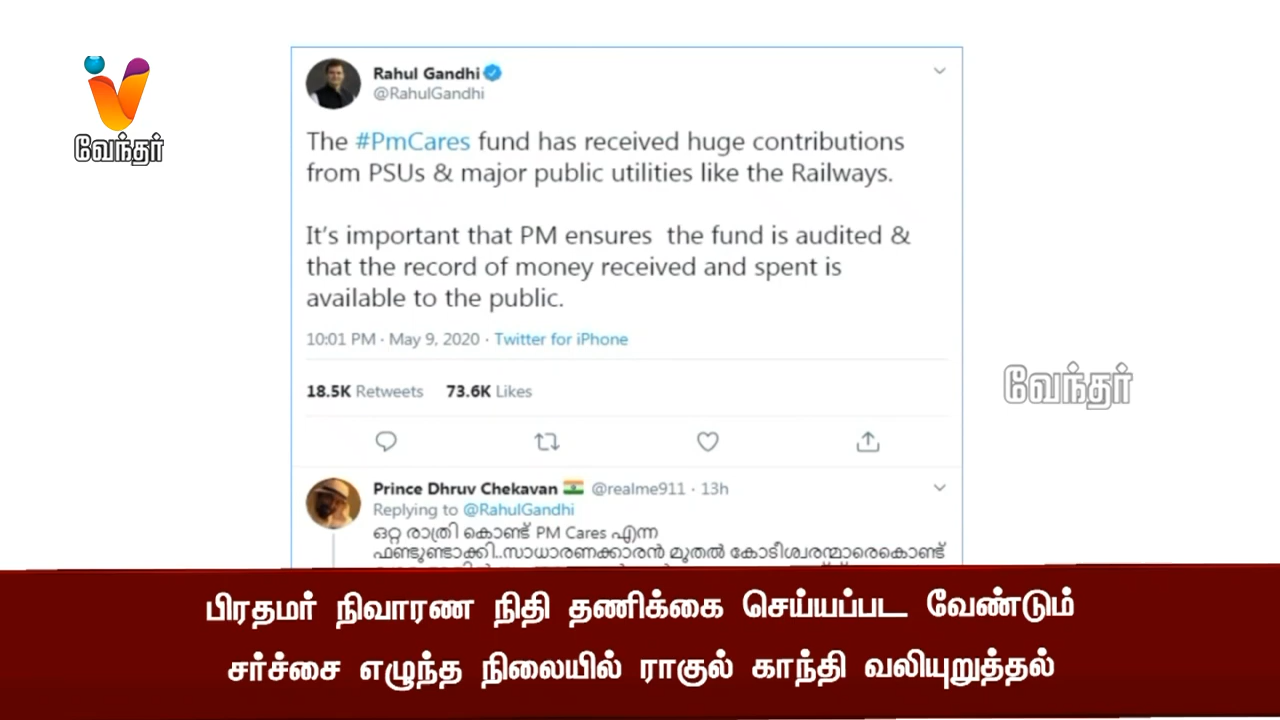 வேந்தர்
Rahul Gandhi
@RahulGandhi
The #PmCares fund has received huge contributions
from PSUs & major public utilities like the Railways.
It's important that PM ensures the fund is audited &
that the record of money received and spent is
available to the public.
10:01 PM · May 9, 2020 · Twitter for iPhone
18.5K Retweets 73.6K Likes
வேந்தர்
Prince Dhruv Chekavan @realme911 · 13h
Replying to @RahulGandhi
ഒറ്റ രാത്രി കൊണ്ട് PM Cares എന്ന
ഫണ്ടുണ്ടാക്കി..സാധാരണക്കാരൻ മുതൽ കോടീശ്വരന്മാരെകൊണ്ട്
பிரதமர் நிவாரண நிதி தணிக்கை செய்யப்பட வேண்டும்
சர்ச்சை எழுந்த நிலையில் ராகுல் காந்தி வலியுறுத்தல்